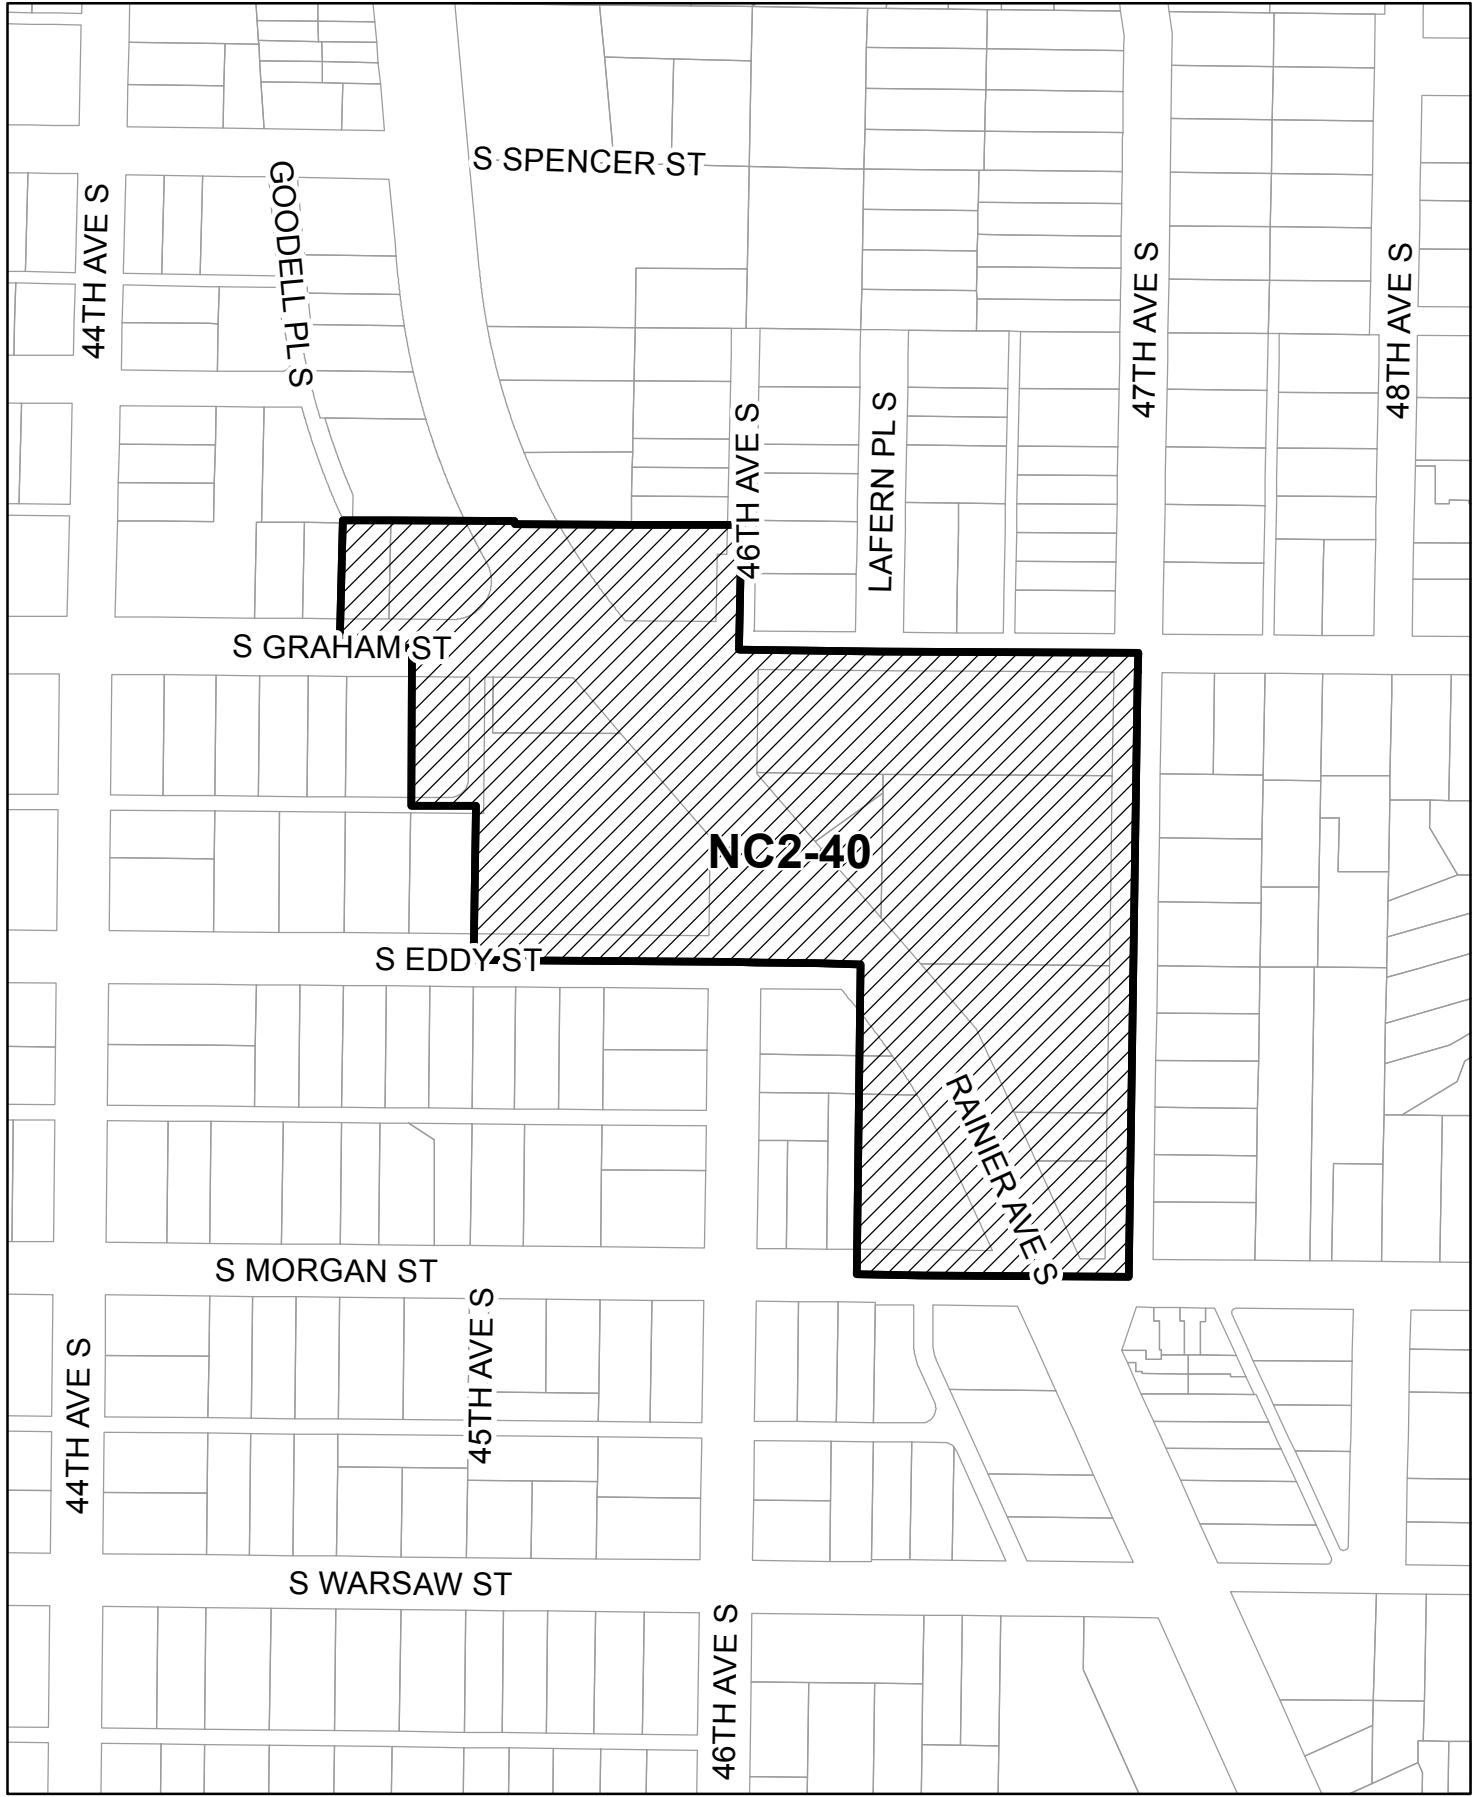 S SPENCER ST
GOODELL PL S
44TH AVE S
47TH AVE S
48TH AVE S
46TH AVE S
LAFERN PL S
S GRAHAM ST
NC2-40
S EDDY ST
RAINIER AVE S
S MORGAN ST
45TH AVE S
44TH AVE S
S WARSAW ST
46TH AVE S